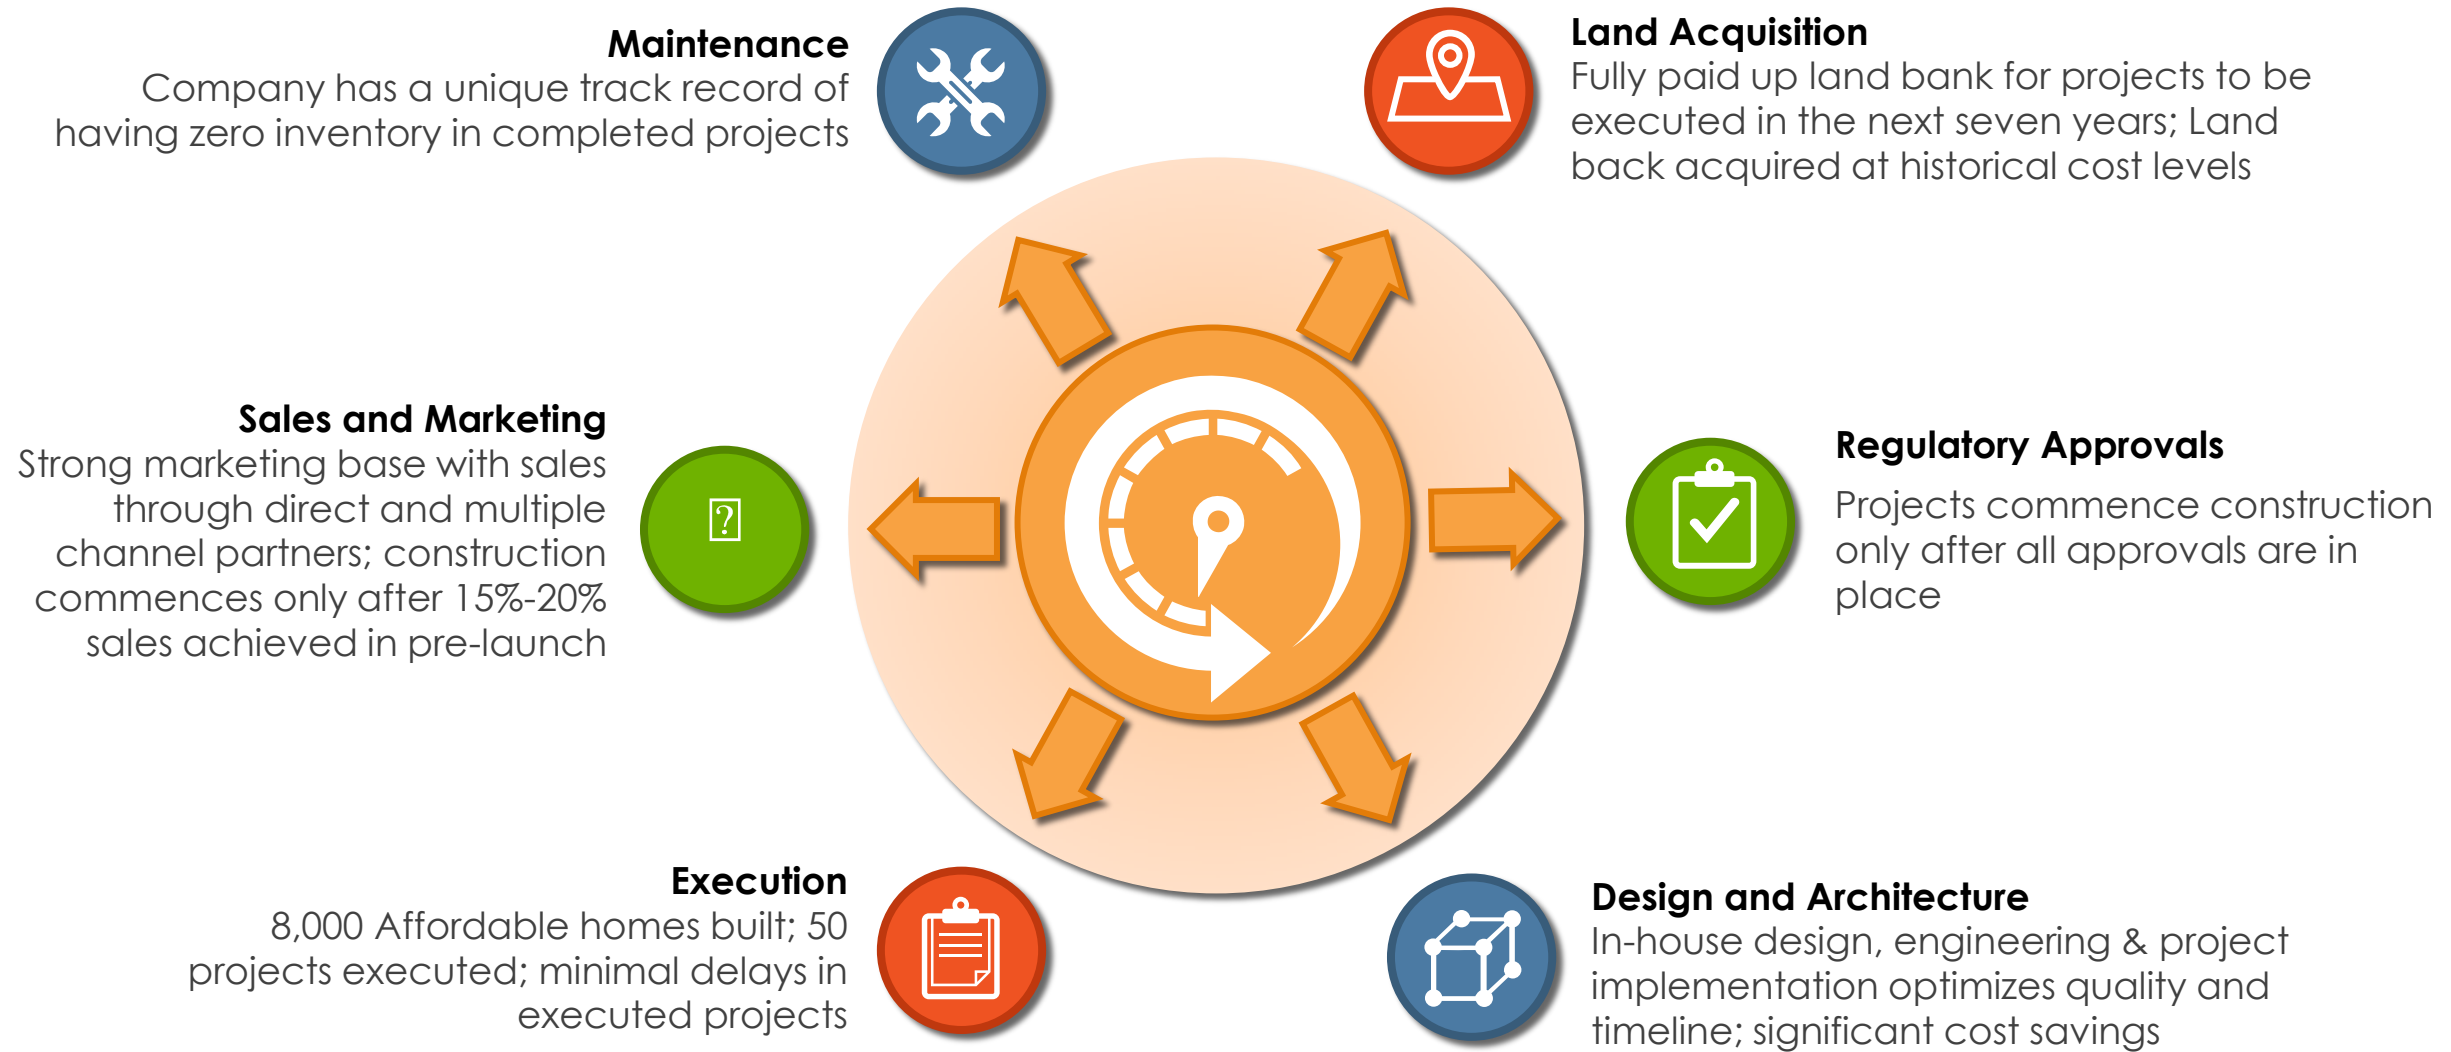 Maintenance
Company has a unique track record of
having zero inventory in completed projects
Land Acquisition
Fully paid up land bank for projects to be
executed in the next seven years; Land
back acquired at historical cost levels
Sales and Marketing
Strong marketing base with sales
through direct and multiple
channel partners; construction
commences only after 15%-20%
sales achieved in pre-launch
?
Regulatory Approvals
Projects commence construction
only after all approvals are in
place
Execution
8,000 Affordable homes built; 50
projects executed; minimal delays in
executed projects
Design and Architecture
In-house design, engineering & project
implementation optimizes quality and
timeline; significant cost savings